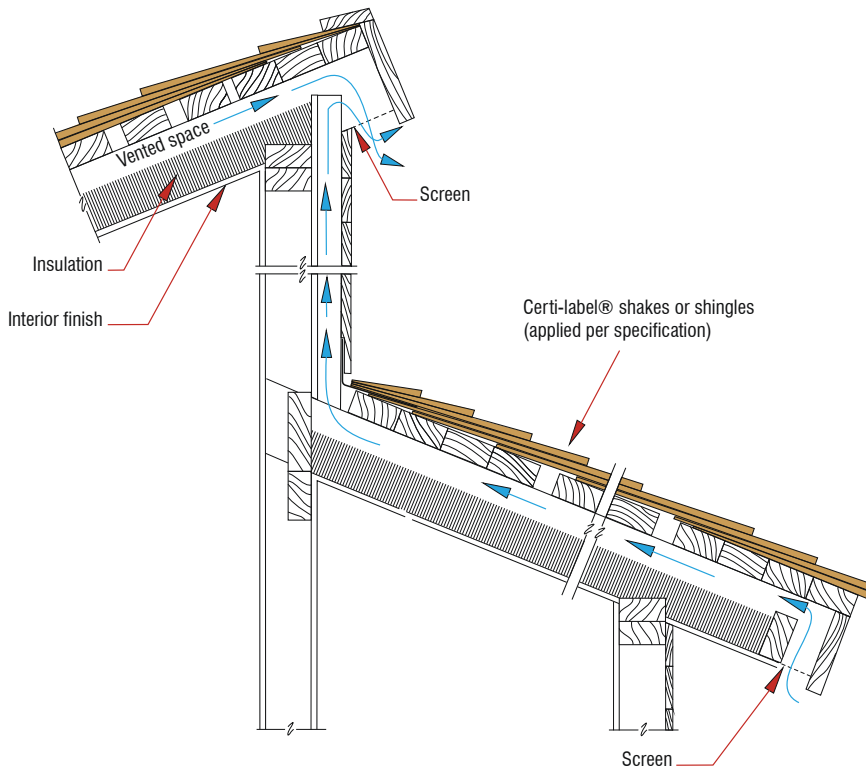 Vented space
Screen
Insulation
Interior finish
Certi-label® shakes or shingles
(applied per specification)
Screen